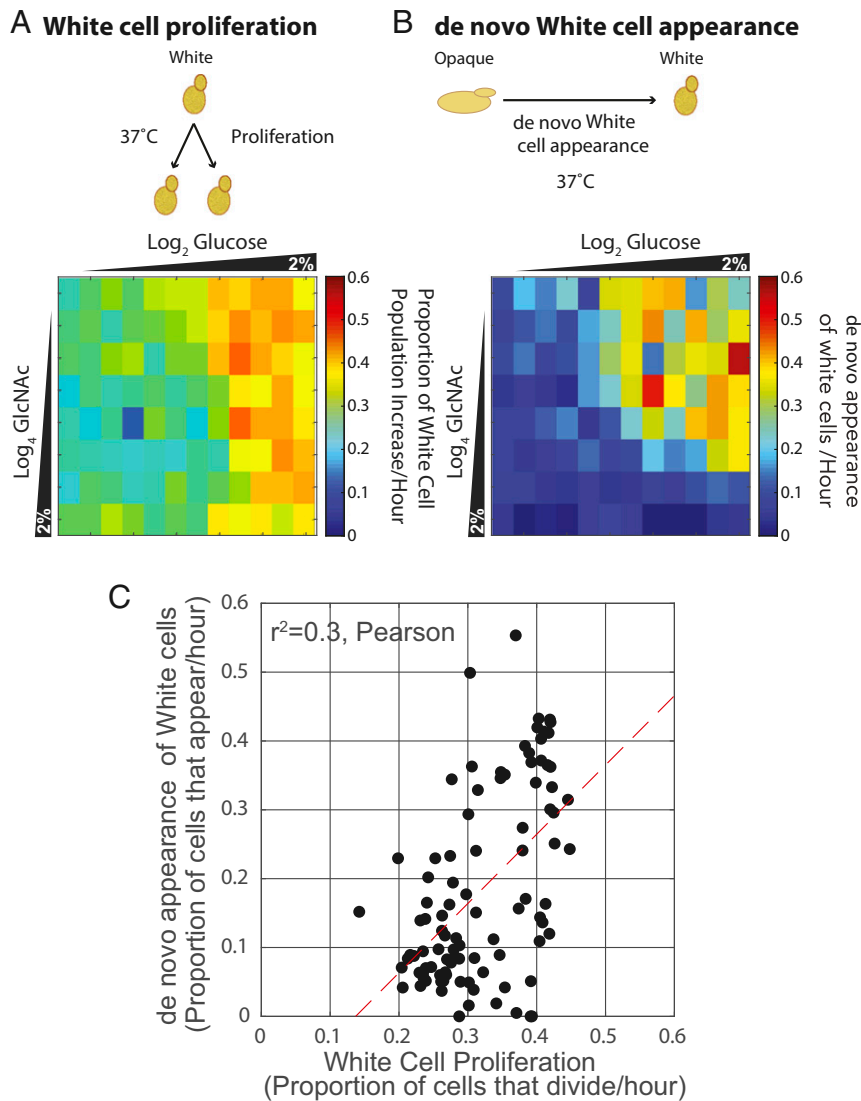 A White cell proliferation
White
37˚C
Proliferation
Log2 Glucose
2%
Log4 GlcNAc
2%
0.6
0.5
0.4
0.3
0.2
0.1
0
Proportion of White Cell
Population Increase/Hour
B de novo White cell appearance
Opaque
White
de novo White
cell appearance
37˚C
Log2 Glucose
2%
Log4 GlcNAc
2%
0.6
0.5
0.4
0.3
0.2
0.1
0
de novo appearance
of white cells /Hour
C
r²=0.3, Pearson
de novo appearance of White cells
(Proportion of cells that appear/hour)
0.6
0.5
0.4
0.3
0.2
0.1
0
0 0.1 0.2 0.3 0.4 0.5 0.6
White Cell Proliferation
(Proportion of cells that divide/hour)